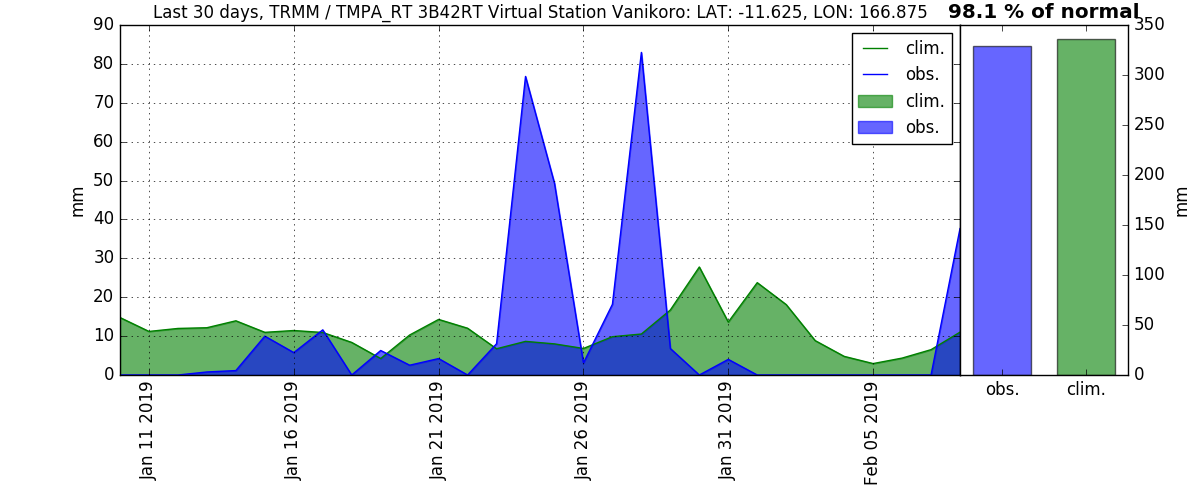 Last 30 days, TRMM / TMPA_RT 3B42RT Virtual Station Vanikoro: LAT: -11.625, LON: 166.875
98.1 % of normal
90
80
70
60
50
40
30
20
10
0
mm
Jan 11 2019
Jan 16 2019
Jan 21 2019
Jan 26 2019
Jan 31 2019
Feb 05 2019
clim.
obs.
clim.
obs.
350
300
250
200
150
100
50
0
mm
obs.
clim.